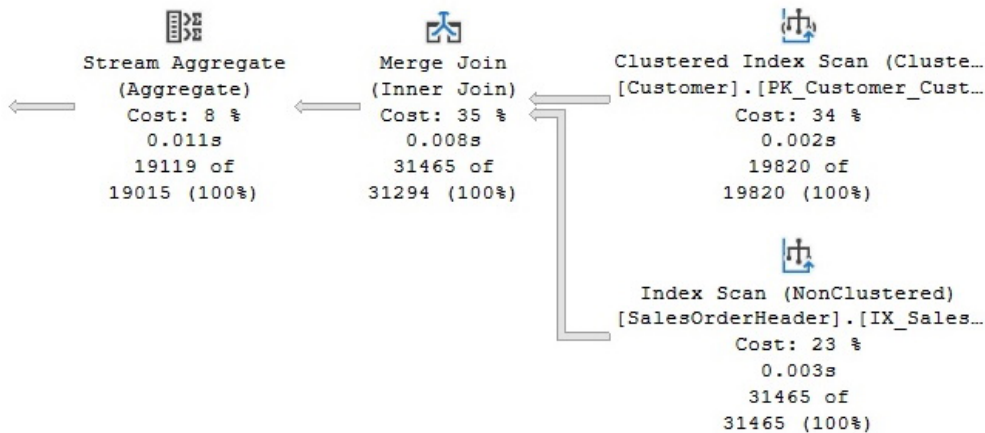 Stream Aggregate
(Aggregate)
Cost: 8 %
0.011s
19119 of
19015 (100%)
Merge Join
(Inner Join)
Cost: 35 %
0.008s
31465 of
31294 (100%)
Clustered Index Scan (Cluste…
[Customer].[PK_Customer_Cust…
Cost: 34 %
0.002s
19820 of
19820 (100%)
Index Scan (NonClustered)
[SalesOrderHeader].[IX_Sales…
Cost: 23 %
0.003s
31465 of
31465 (100%)